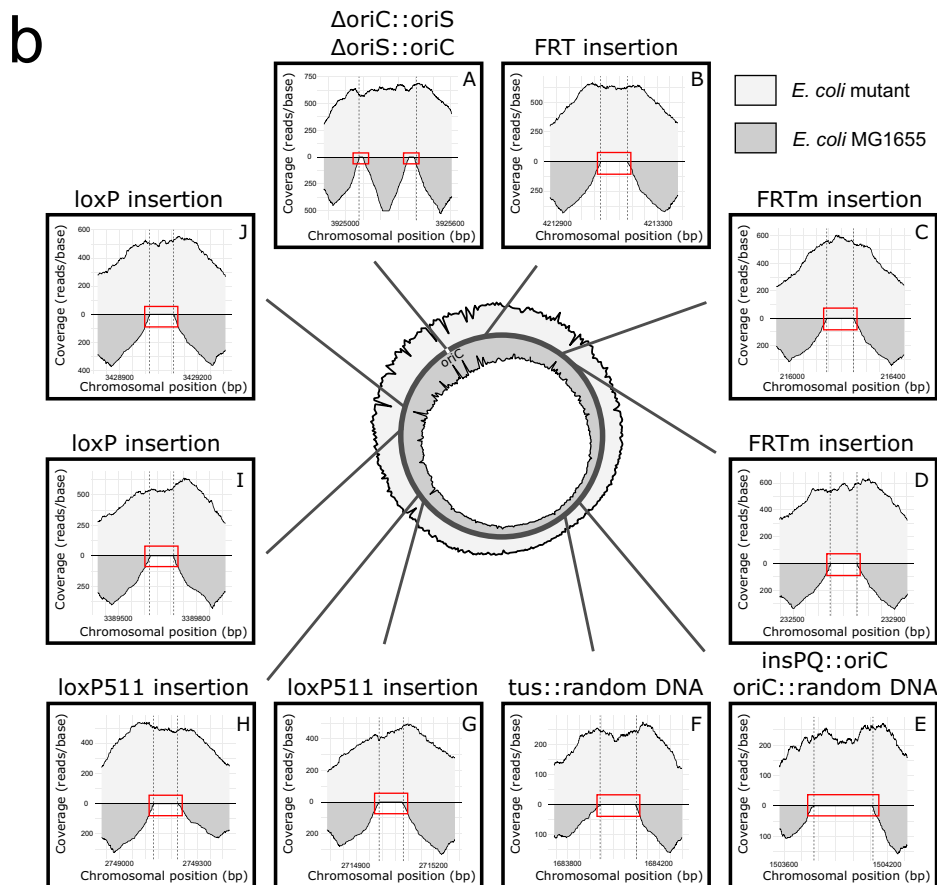 b
ΔoriC::oriS
ΔoriS::oriC
A
Coverage (reads/base)
750
500
250
0
250
500
3925000
3925600
Chromosomal position (bp)
FRT insertion
B
Coverage (reads/base)
750
500
250
0
250
4212900
4213300
Chromosomal position (bp)
E. coli mutant
E. coli MG1655
loxP insertion
J
Coverage (reads/base)
600
400
200
0
200
400
3428900
3429200
Chromosomal position (bp)
FRTm insertion
C
Coverage (reads/base)
600
400
200
0
200
216000
216400
Chromosomal position (bp)
oriC
loxP insertion
I
Coverage (reads/base)
500
250
0
250
3389500
3389800
Chromosomal position (bp)
FRTm insertion
D
Coverage (reads/base)
600
400
200
0
200
232500
232900
Chromosomal position (bp)
loxP511 insertion
H
Coverage (reads/base)
400
200
0
200
2749000
2749300
Chromosomal position (bp)
loxP511 insertion
G
Coverage (reads/base)
400
200
0
200
2714900
2715200
Chromosomal position (bp)
tus::random DNA
F
Coverage (reads/base)
200
100
0
100
1683800
1684200
Chromosomal position (bp)
insPQ::oriC
oriC::random DNA
E
Coverage (reads/base)
200
100
0
100
1503600
1504200
Chromosomal position (bp)